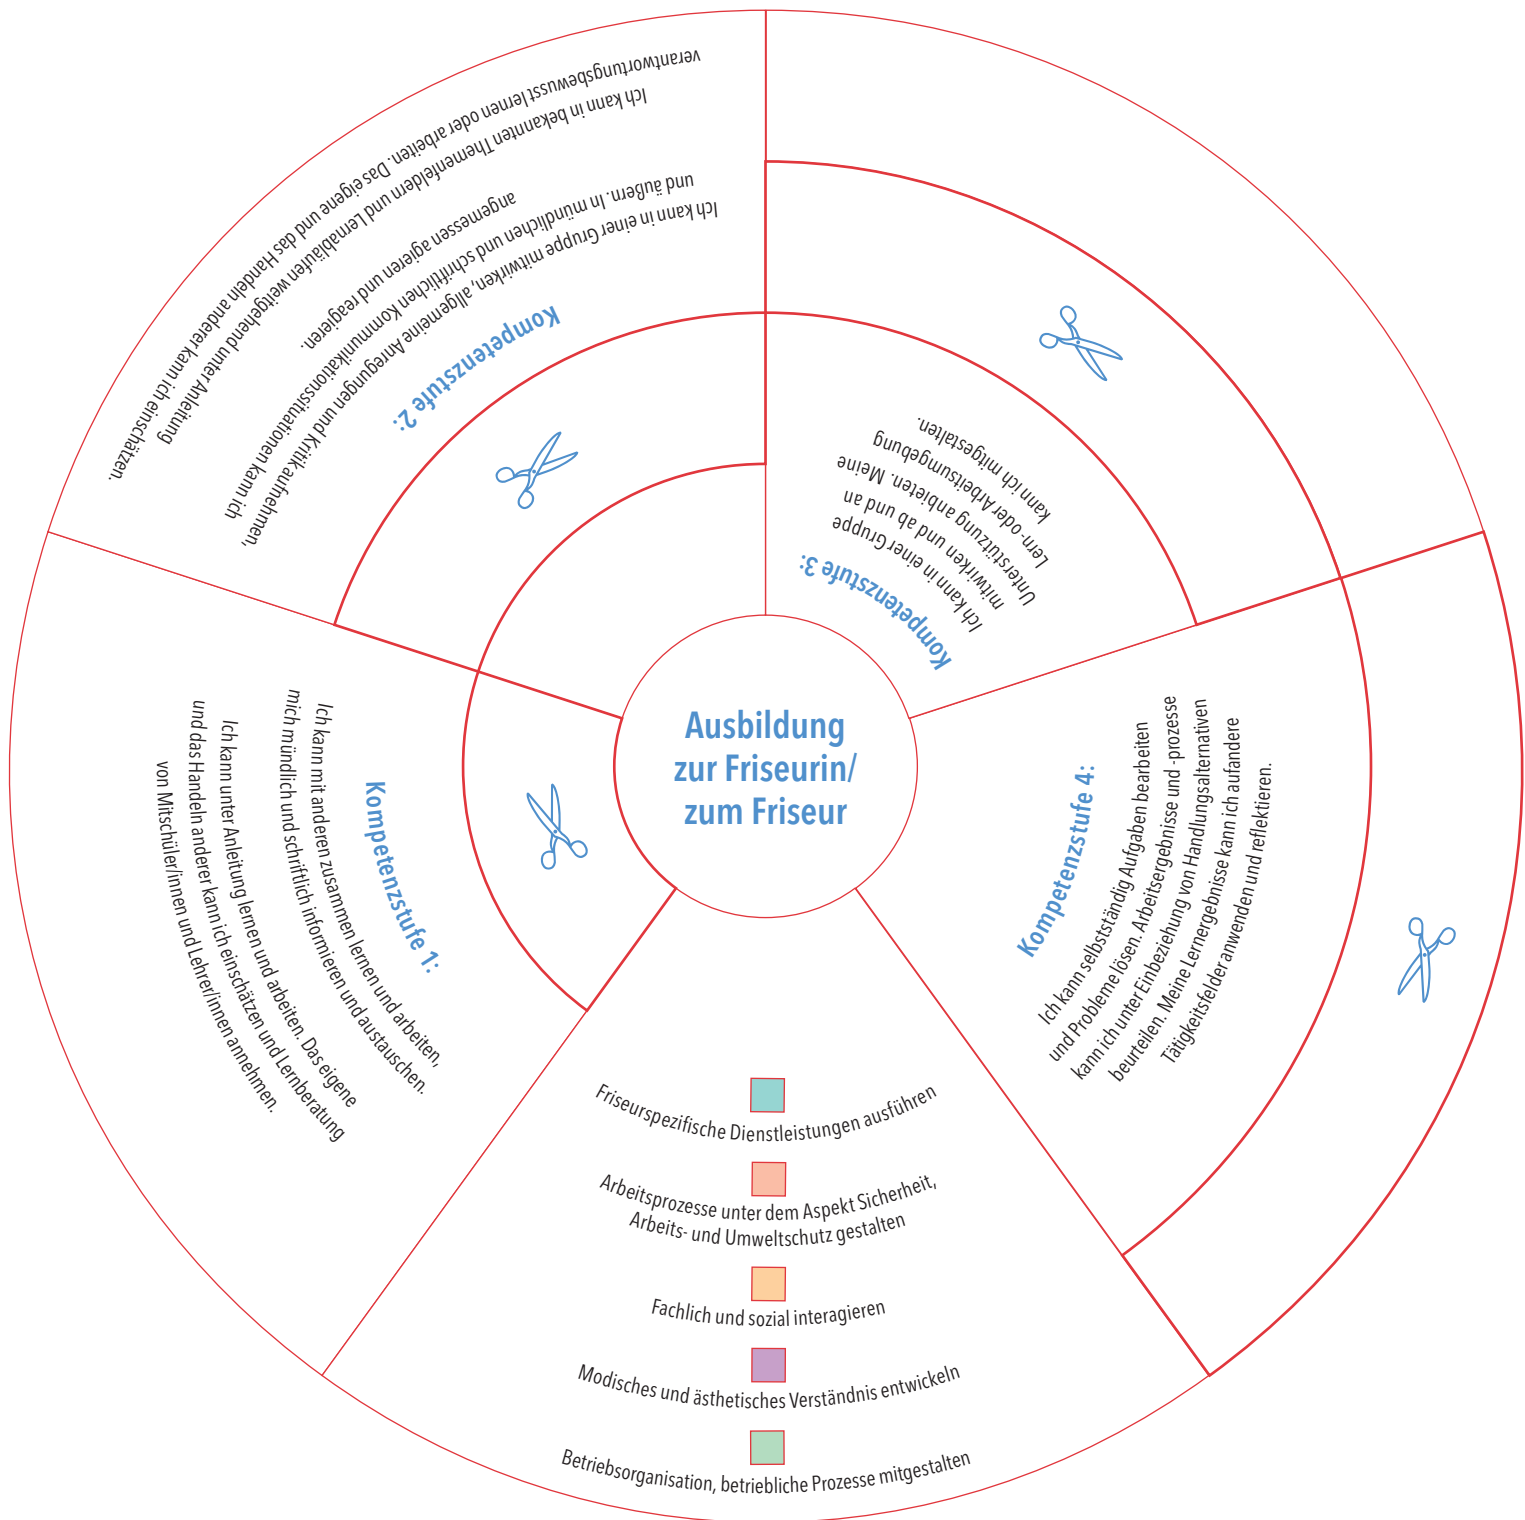 Ausbildung
zur Friseurin/
zum Friseur
Kompetenzstufe 1:
Ich kann mit anderen zusammen lernen und arbeiten,
mich mündlich und schriftlich informieren und austauschen.
Ich kann unter Anleitung lernen und arbeiten. Das eigene
und das Handeln anderer kann ich einschätzen und Lernberatung
von Mitschüler/innen und Lehrer/innen annehmen.
Kompetenzstufe 2:
Ich kann in einer Gruppe mitwirken, allgemeine Anregungen und Kritik aufnehmen,
und äußern. In mündlichen und schriftlichen Kommunikationssituationen kann ich
angemessen agieren und reagieren.
Ich kann in bekannten Themenfeldern und Lernabläufen weitgehend unter Anleitung
verantwortungsbewusst lernen oder arbeiten. Das eigene und das Handeln anderer kann ich einschätzen.
Kompetenzstufe 3:
Ich kann in einer Gruppe
mitwirken und ab und an
Unterstützung anbieten. Meine
Lern- oder Arbeitsumgebung
kann ich mitgestalten.
Kompetenzstufe 4:
Ich kann selbstständig Aufgaben bearbeiten
und Probleme lösen. Arbeitsergebnisse und -prozesse
kann ich unter Einbeziehung von Handlungsalternativen
beurteilen. Meine Lernergebnisse kann ich auf andere
Tätigkeitsfelder anwenden und reflektieren.
Friseurspezifische Dienstleistungen ausführen
Arbeitsprozesse unter dem Aspekt Sicherheit,
Arbeits- und Umweltschutz gestalten
Fachlich und sozial interagieren
Modisches und ästhetisches Verständnis entwickeln
Betriebsorganisation, betriebliche Prozesse mitgestalten